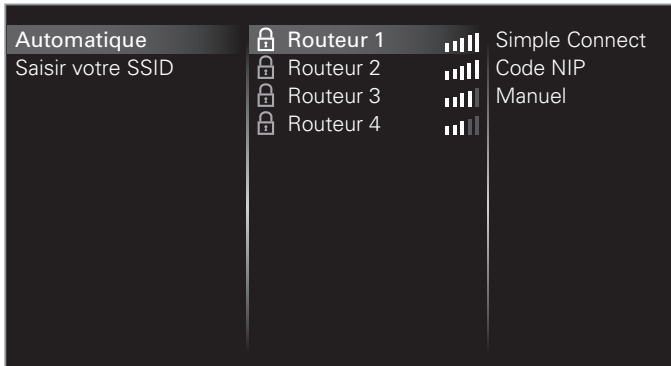 Automatique
Saisir votre SSID
Routeur 1
Routeur 2
Routeur 3
Routeur 4
Simple Connect
Code NIP
Manuel